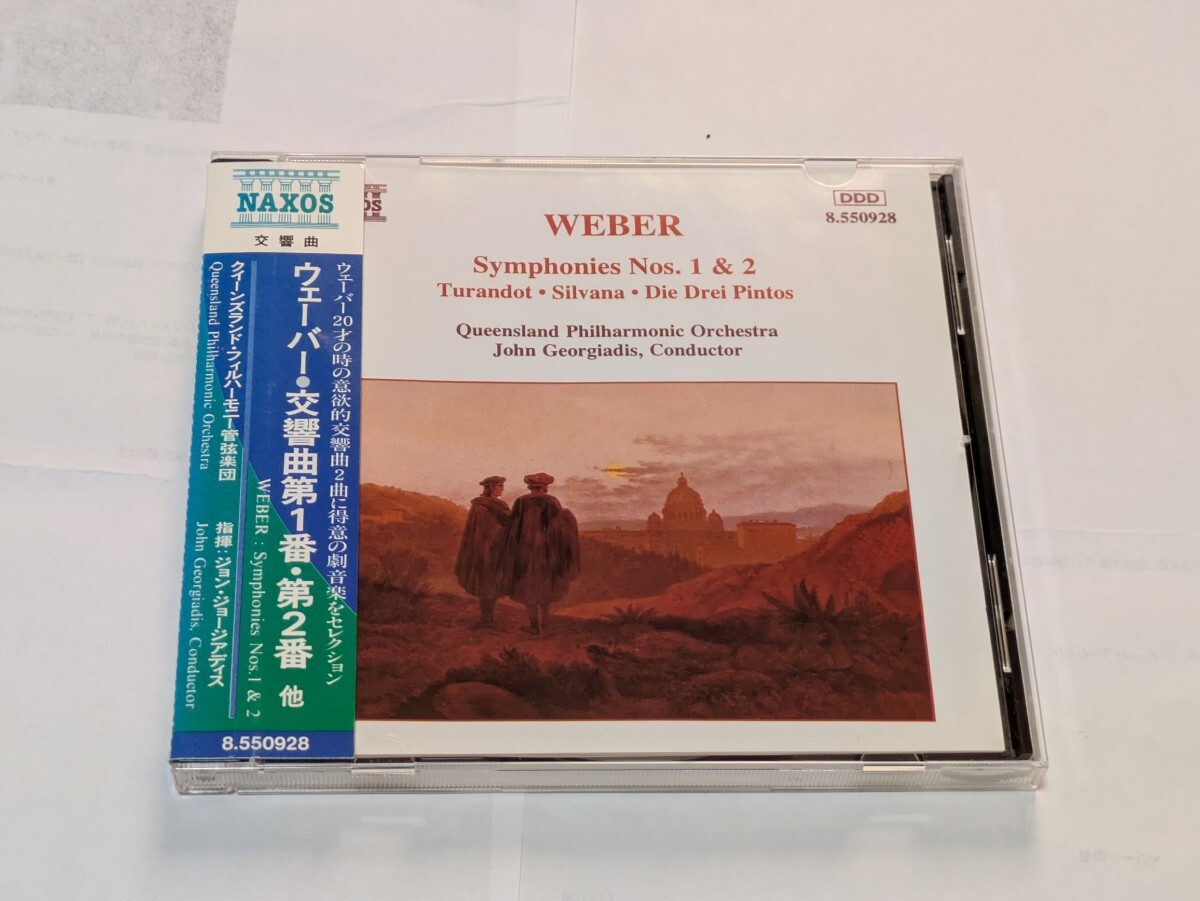 NAXOS
交響曲
ウェーバー20才の時の意欲的交響曲2曲に得意の劇音楽をセレクション
ウェーバー・交響曲第1番・第2番 他
WEBER : Symphonies Nos.1 & 2
クイーンズランド・フィルハーモニー管弦楽団
指揮:ジョン・ジョージアディス
Queensland Philharmonic Orchestra
John Georgiadis, Conductor
8.550928
OS
DDD
8.550928
WEBER
Symphonies Nos. 1 & 2
Turandot • Silvana • Die Drei Pintos
Queensland Philharmonic Orchestra
John Georgiadis, Conductor